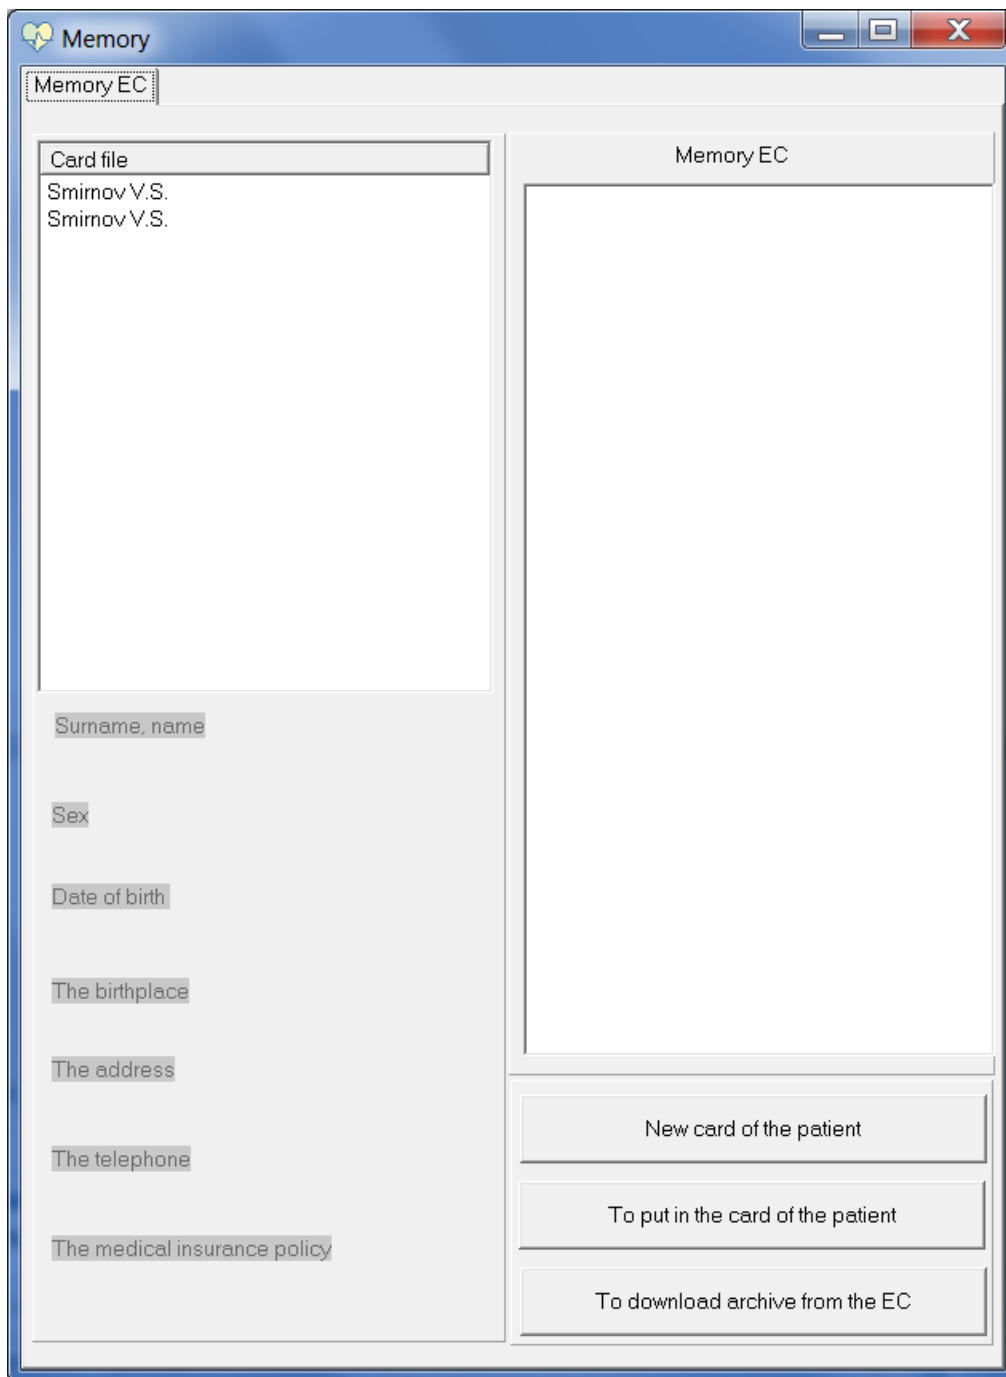 Memory
Memory EC
Card file
Smirnov V.S.
Smirnov V.S.
Surname, name
Sex
Date of birth
The birthplace
The address
The telephone
The medical insurance policy
Memory EC
New card of the patient
To put in the card of the patient
To download archive from the EC